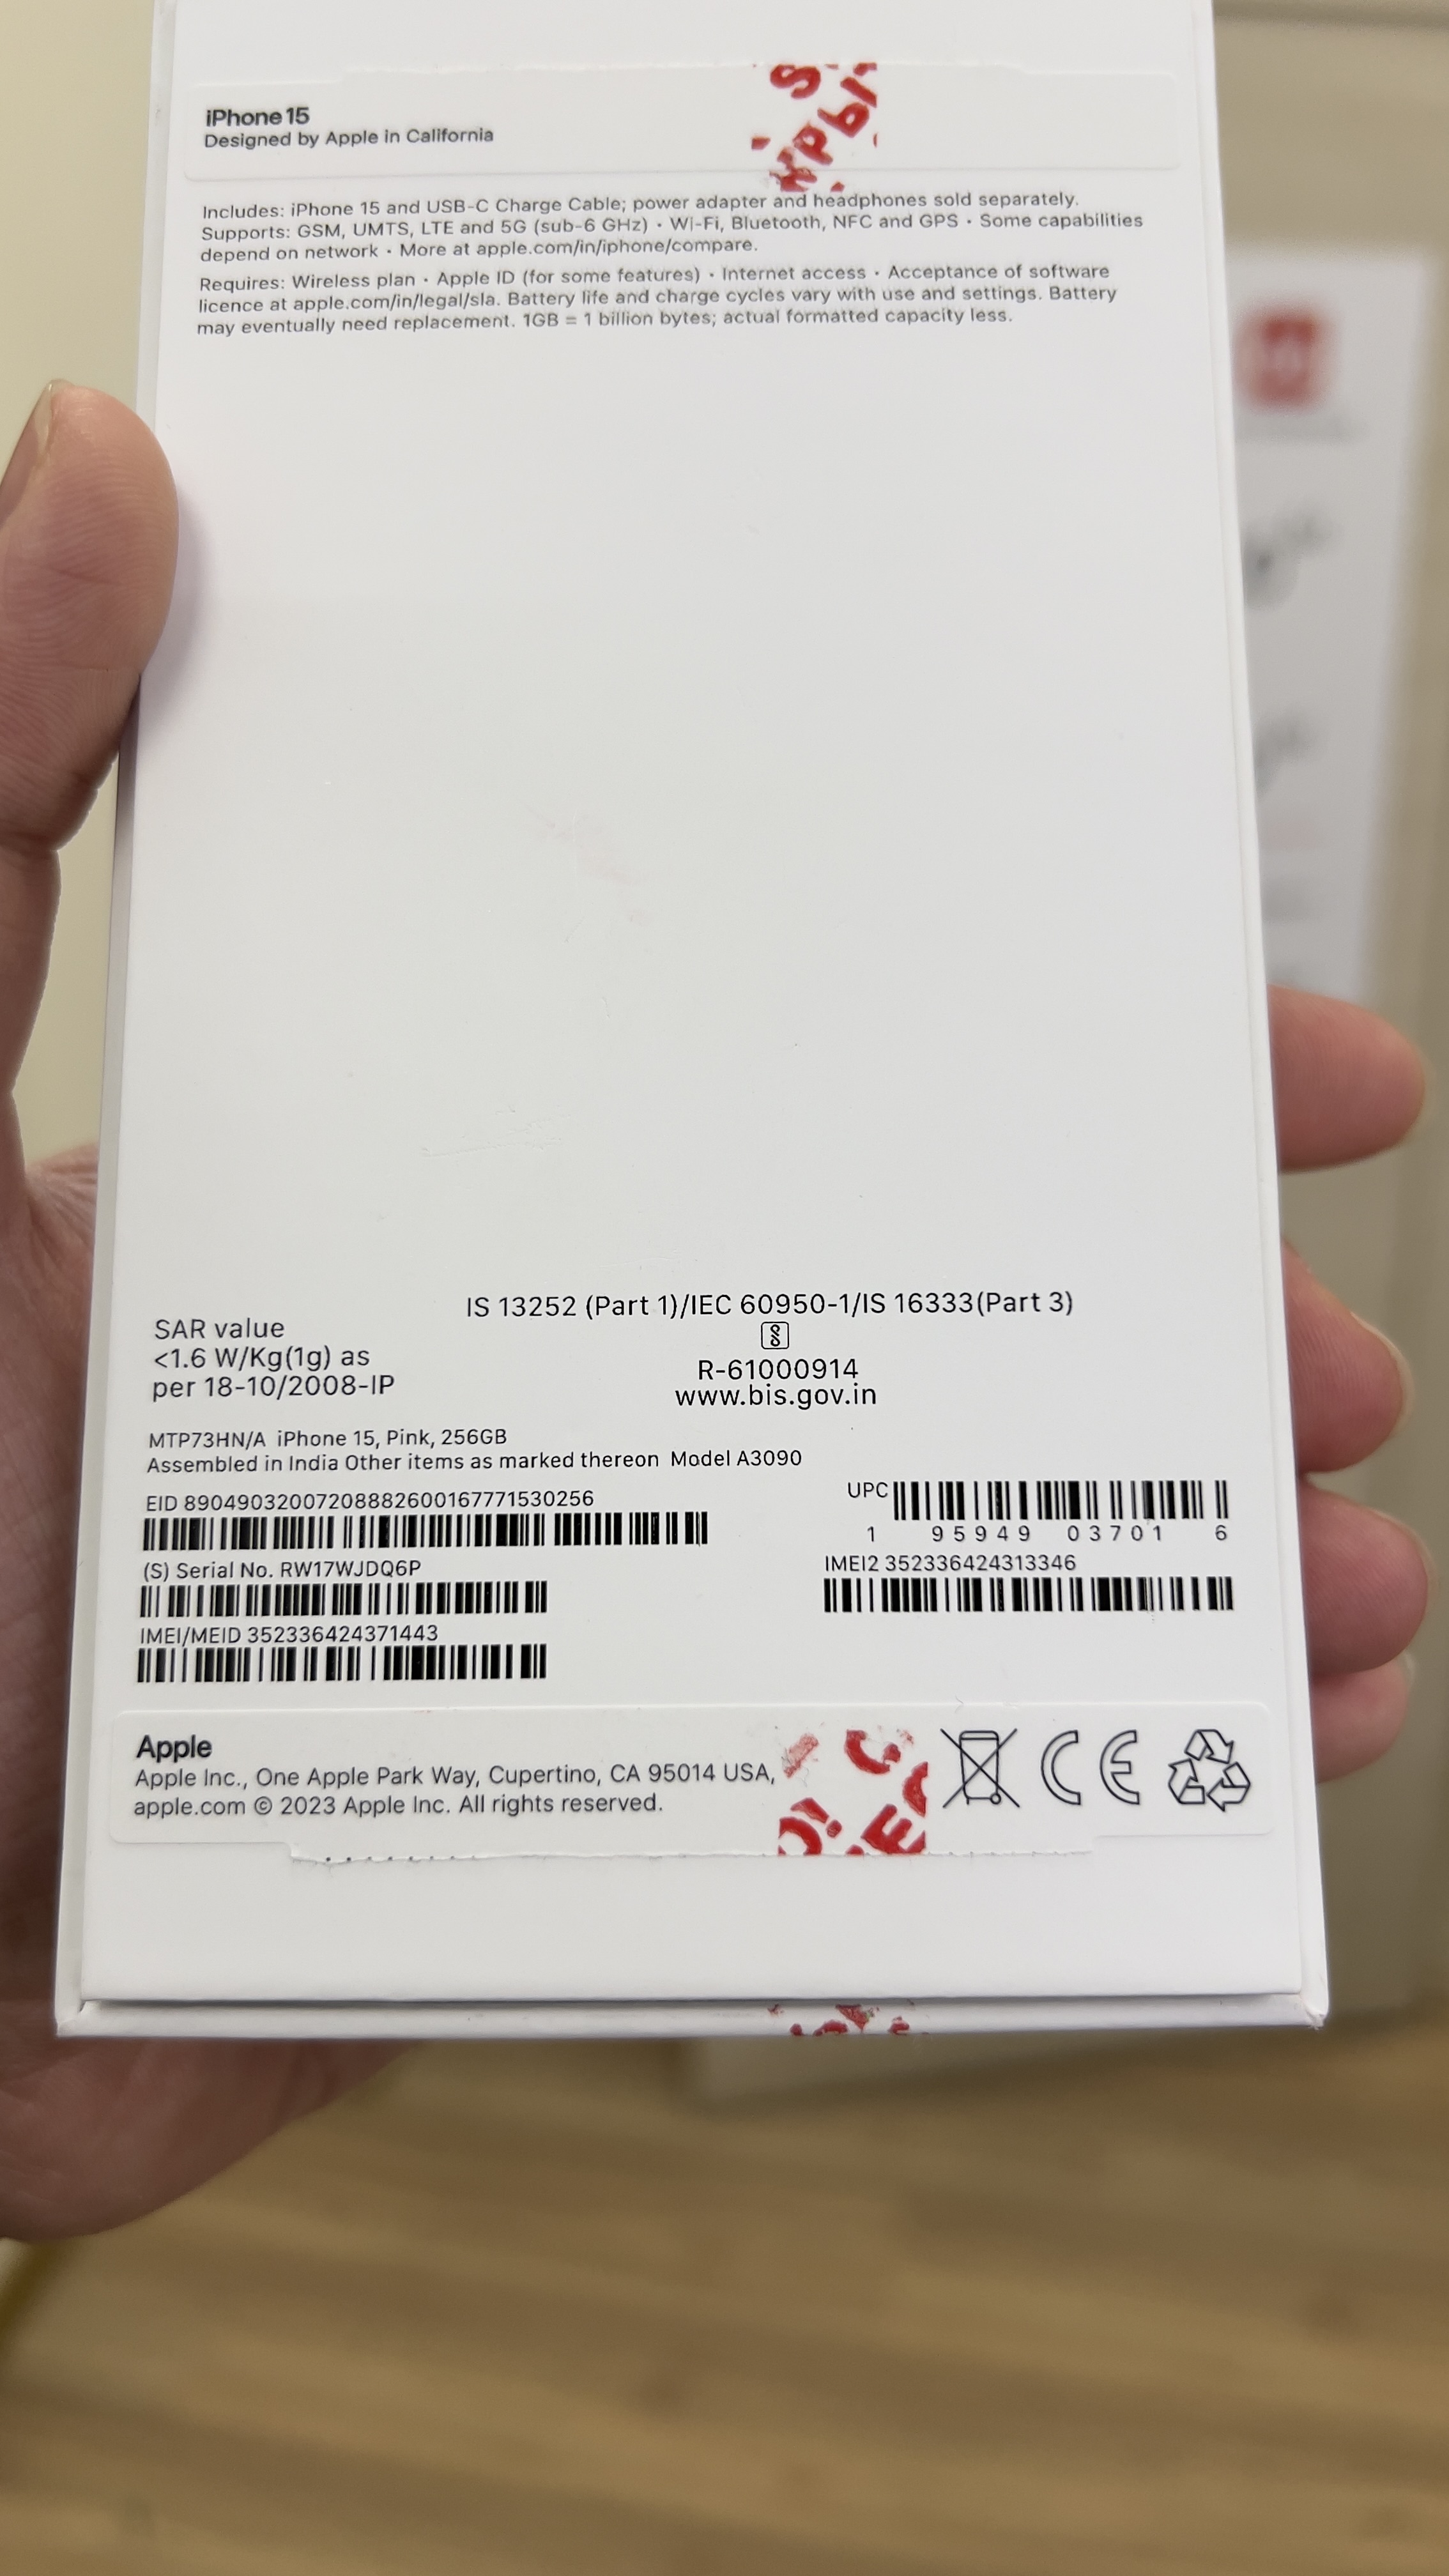 iPhone 15
Designed by Apple in California
Includes: iPhone 15 and USB-C Charge Cable; power adapter and headphones sold separately.
Supports: GSM, UMTS, LTE and 5G (sub-6 GHz) · Wi-Fi, Bluetooth, NFC and GPS · Some capabilities
depend on network · More at apple.com/in/iphone/compare.
Requires: Wireless plan · Apple ID (for some features) · Internet access · Acceptance of software
licence at apple.com/in/legal/sla. Battery life and charge cycles vary with use and settings. Battery
may eventually need replacement. 1GB = 1 billion bytes; actual formatted capacity less.
SAR value
<1.6 W/Kg(1g) as
per 18-10/2008-IP
IS 13252 (Part 1)/IEC 60950-1/IS 16333(Part 3)
R-61000914
www.bis.gov.in
MTP73HN/A iPhone 15, Pink, 256GB
Assembled in India Other items as marked thereon Model A3090
EID 89049032007208882600167771530256
UPC
1 95949 03701 6
(S) Serial No. RW17WJDQ6P
IMEI2 352336424313346
IMEI/MEID 352336424371443
Apple
Apple Inc., One Apple Park Way, Cupertino, CA 95014 USA,
apple.com © 2023 Apple Inc. All rights reserved.
CE